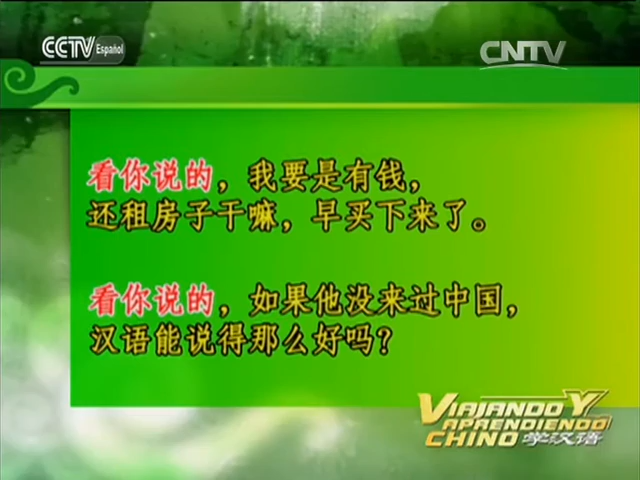 CCTV Español
CNTV
看你说的，我要是有钱，
还租房子干嘛，早买下来了。
看你说的，如果他没来过中国，
汉语能说得那么好吗？
VIAJANDO Y
APRENDIENDO
CHINO 学汉语